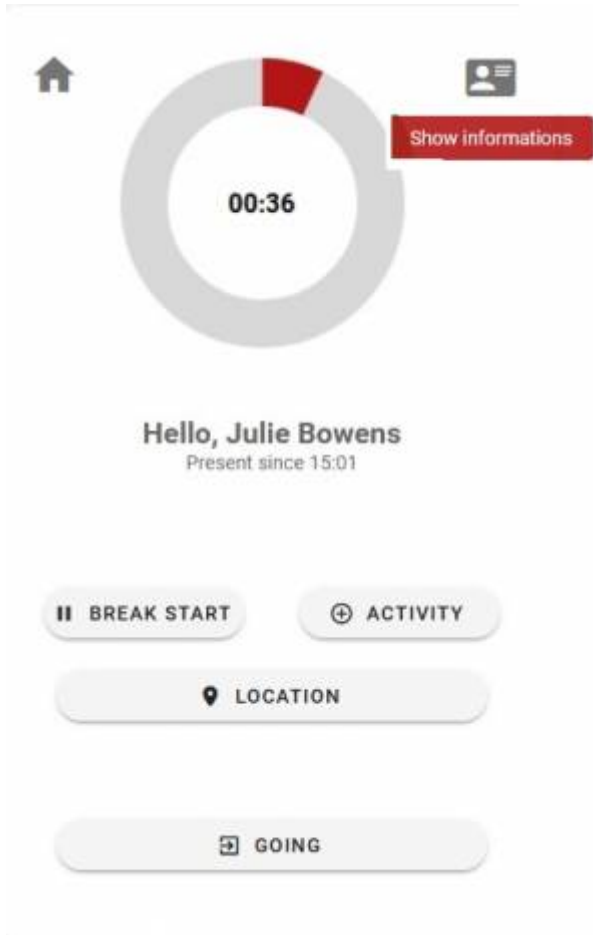 Show informations
00:36
Hello, Julie Bowens
Present since 15:01
BREAK START
ACTIVITY
LOCATION
GOING